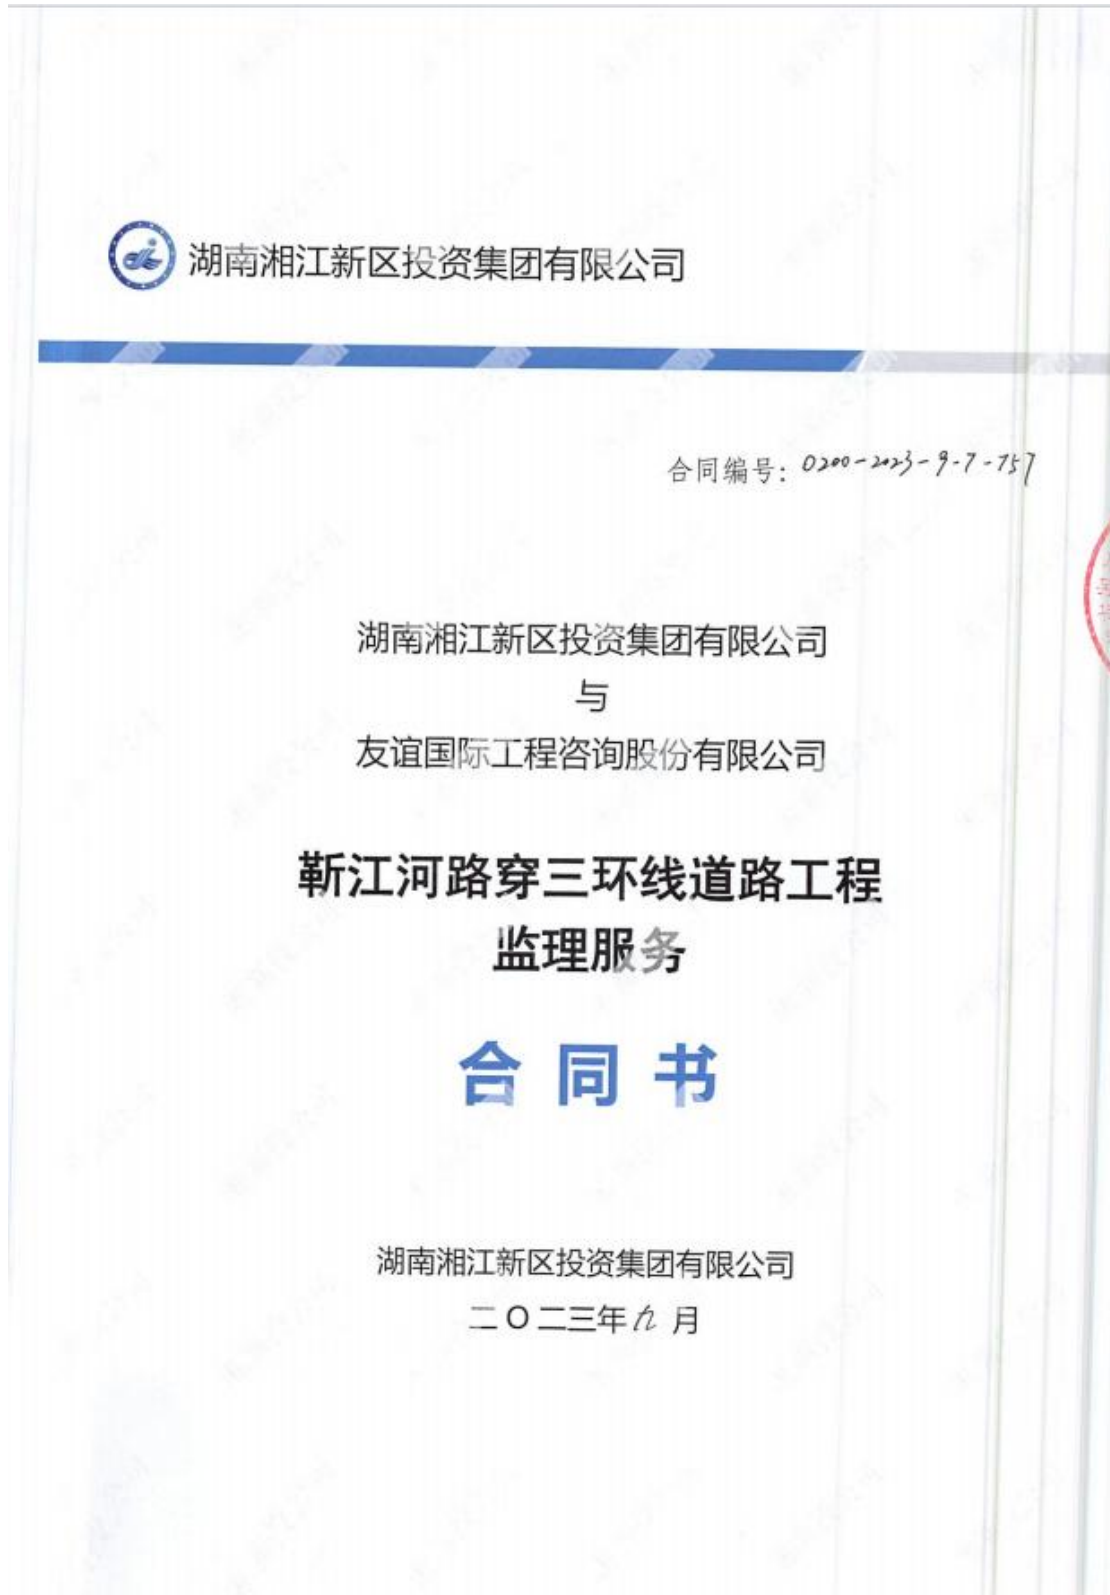 湖南湘江新区投资集团有限公司
合同编号：0200-2023-9-7-757
湖南湘江新区投资集团有限公司
与
友谊国际工程咨询股份有限公司
靳江河路穿三环线道路工程
监理服务
合同书
湖南湘江新区投资集团有限公司
二〇二三年九月